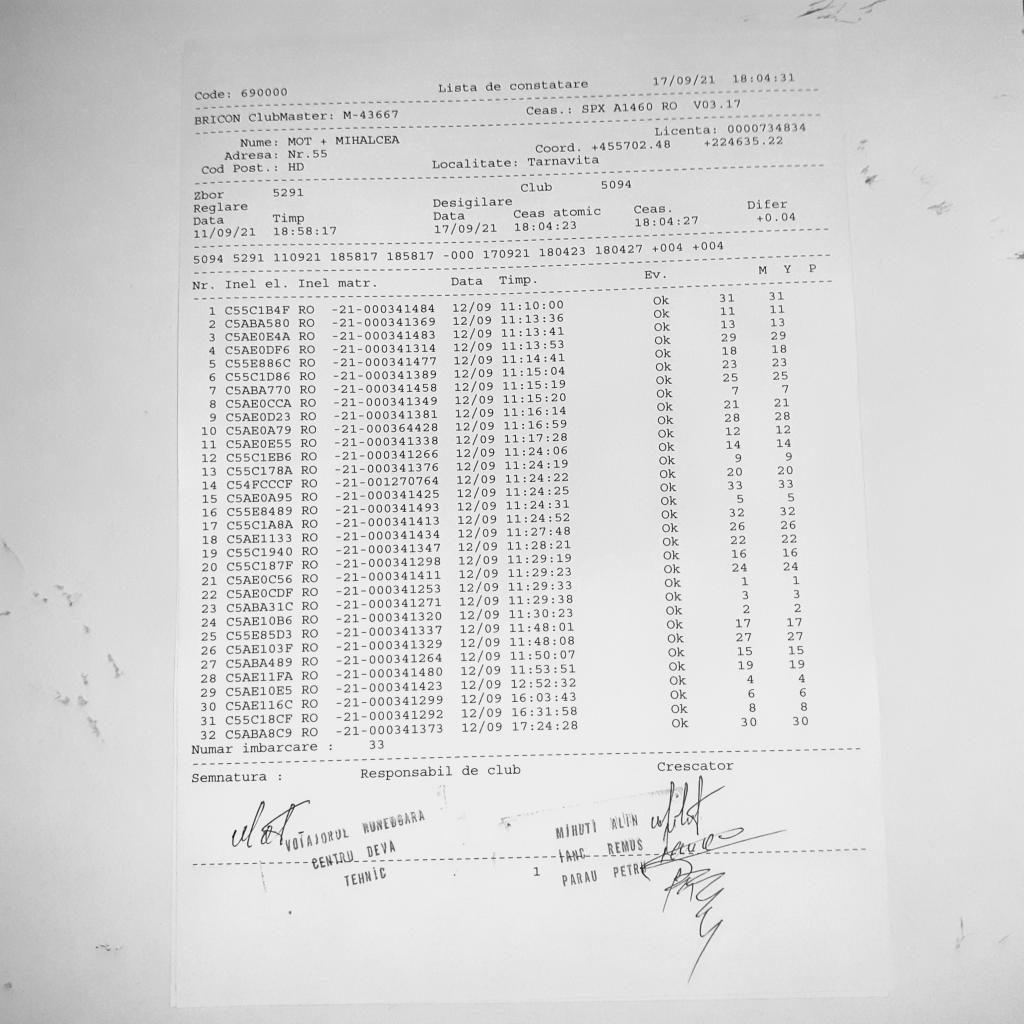 Code: 690000 Lista de constatare 17/09/21 18:04:31
BRICON ClubMaster: M-43667 Ceas.: SPX A1460 RO V03.17
Nume: MOT + MIHALCEA Licenta: 0000734834
Adresa: Nr.55 Coord. +455702.48 +224635.22
Cod Post.: HD Localitate: Tarnavita
Zbor 5291 Club 5094
Reglare Desigilare
Data Timp Data Ceas atomic Ceas. Difer
11/09/21 18:58:17 17/09/21 18:04:23 18:04:27 +0.04
5094 5291 110921 185817 185817 -000 170921 180423 180427 +004 +004
Nr. Inel el. Inel matr. Data Timp. Ev. M Y P
1 C55C1B4F RO -21-000341484 12/09 11:10:00 Ok 31 31
2 C5ABA580 RO -21-000341369 12/09 11:13:36 Ok 11 11
3 C5AE0E4A RO -21-000341483 12/09 11:13:41 Ok 13 13
4 C5AE0DF6 RO -21-000341314 12/09 11:13:53 Ok 29 29
5 C55E886C RO -21-000341477 12/09 11:14:41 Ok 18 18
6 C55C1D86 RO -21-000341389 12/09 11:15:04 Ok 23 23
7 C5ABA770 RO -21-000341458 12/09 11:15:19 Ok 25 25
8 C5AE0CCA RO -21-000341349 12/09 11:15:20 Ok 7 7
9 C5AE0D23 RO -21-000341381 12/09 11:16:14 Ok 21 21
10 C5AE0A79 RO -21-000364428 12/09 11:16:59 Ok 28 28
11 C5AE0E55 RO -21-000341338 12/09 11:17:28 Ok 12 12
12 C55C1EB6 RO -21-000341266 12/09 11:24:06 Ok 14 14
13 C55C178A RO -21-000341376 12/09 11:24:19 Ok 9 9
14 C54FCCCF RO -21-001270764 12/09 11:24:22 Ok 20 20
15 C5AE0A95 RO -21-000341425 12/09 11:24:25 Ok 33 33
16 C55E8489 RO -21-000341493 12/09 11:24:31 Ok 5 5
17 C55C1A8A RO -21-000341413 12/09 11:24:52 Ok 32 32
18 C5AE1133 RO -21-000341434 12/09 11:27:48 Ok 26 26
19 C55C1940 RO -21-000341347 12/09 11:28:21 Ok 22 22
20 C55C187F RO -21-000341298 12/09 11:29:19 Ok 16 16
21 C5AE0C56 RO -21-000341411 12/09 11:29:23 Ok 24 24
22 C5AE0CDF RO -21-000341253 12/09 11:29:33 Ok 1 1
23 C5ABA31C RO -21-000341271 12/09 11:29:38 Ok 3 3
24 C5AE10B6 RO -21-000341320 12/09 11:30:23 Ok 2 2
25 C55E85D3 RO -21-000341337 12/09 11:48:01 Ok 17 17
26 C5AE103F RO -21-000341329 12/09 11:48:08 Ok 27 27
27 C5ABA489 RO -21-000341264 12/09 11:50:07 Ok 15 15
28 C5AE11FA RO -21-000341480 12/09 11:53:51 Ok 19 19
29 C5AE10E5 RO -21-000341423 12/09 12:52:32 Ok 4 4
30 C5AE116C RO -21-000341299 12/09 16:03:43 Ok 6 6
31 C55C18CF RO -21-000341292 12/09 16:31:58 Ok 8 8
32 C5ABA8C9 RO -21-000341373 12/09 17:24:28 Ok 30 30
Numar imbarcare : 33
Semnatura : Responsabil de club Crescator
VOIAJORUL HUNEDOARA
CENTRU DEVA
TEHNIC
MIHUTI ALIN
IANC REMUS
PARAU PETRU
1